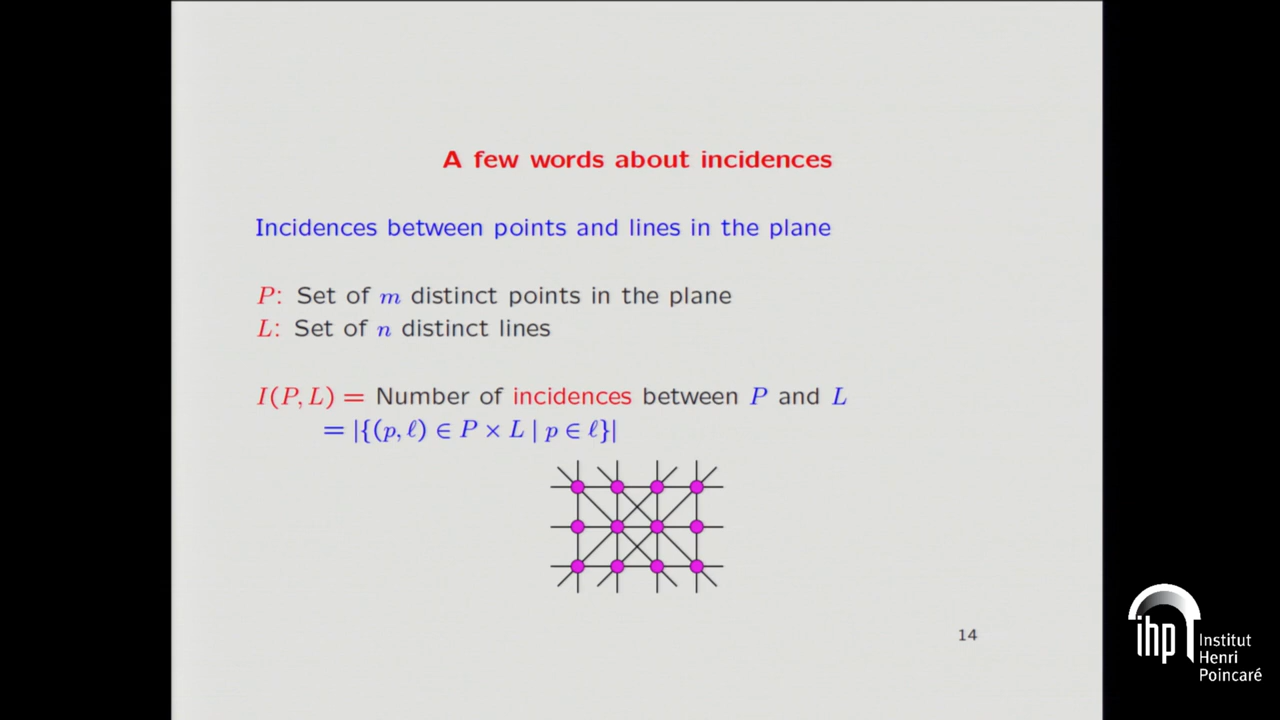 A few words about incidences
Incidences between points and lines in the plane
P: Set of m distinct points in the plane
L: Set of n distinct lines
I(P, L) = Number of incidences between P and L
= |{(p, ℓ) ∈ P × L | p ∈ ℓ}|
14
ihp
Institut
Henri
Poincaré